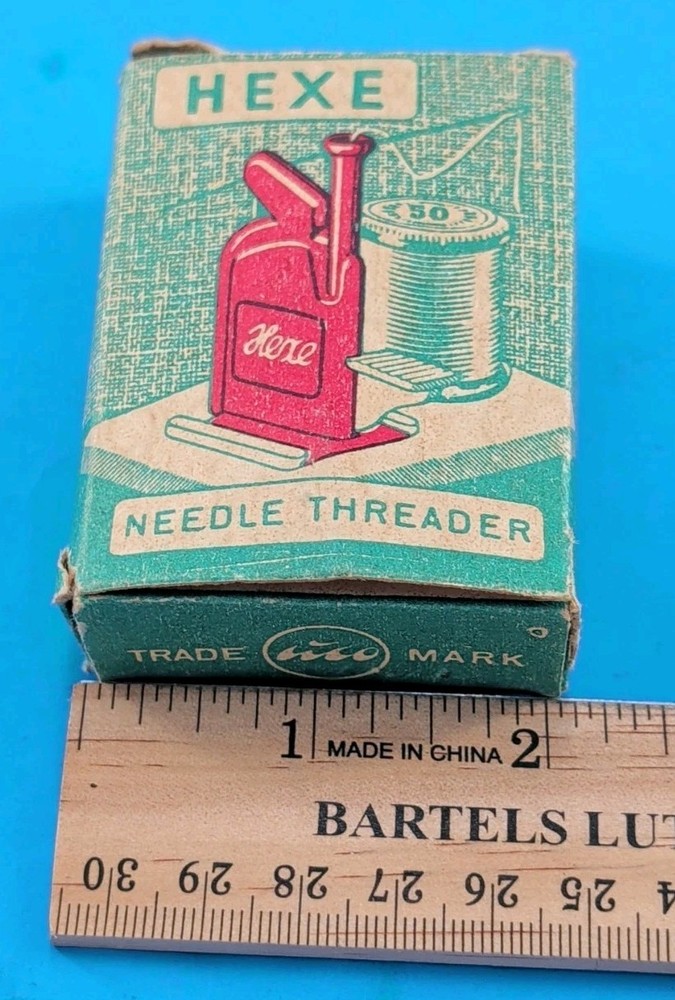 HEXE
50
Hexe
NEEDLE THREADER
TRADE MARK
1 MADE IN CHINA 2
BARTELS LU
30 29 28 27 26 25